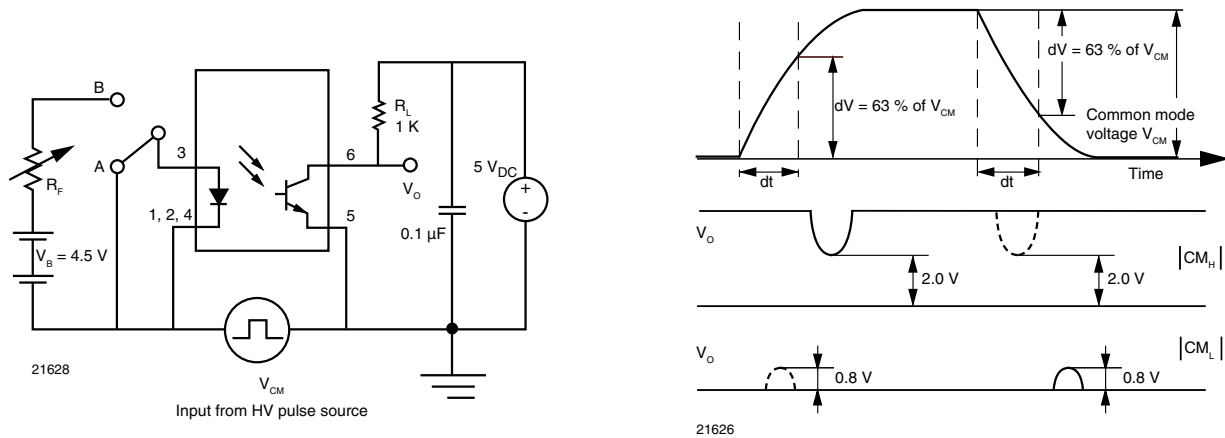 B
A
R_F
V_B = 4.5 V
3
1, 2, 4
6
5
R_L
1 K
V_O
0.1 µF
5 V_DC
+
-
V_CM
Input from HV pulse source
21628
dV = 63 % of V_CM
dV = 63 % of V_CM
Common mode
voltage V_CM
dt
dt
Time
V_O
2.0 V
2.0 V
|CM_H|
V_O
0.8 V
0.8 V
|CM_L|
21626